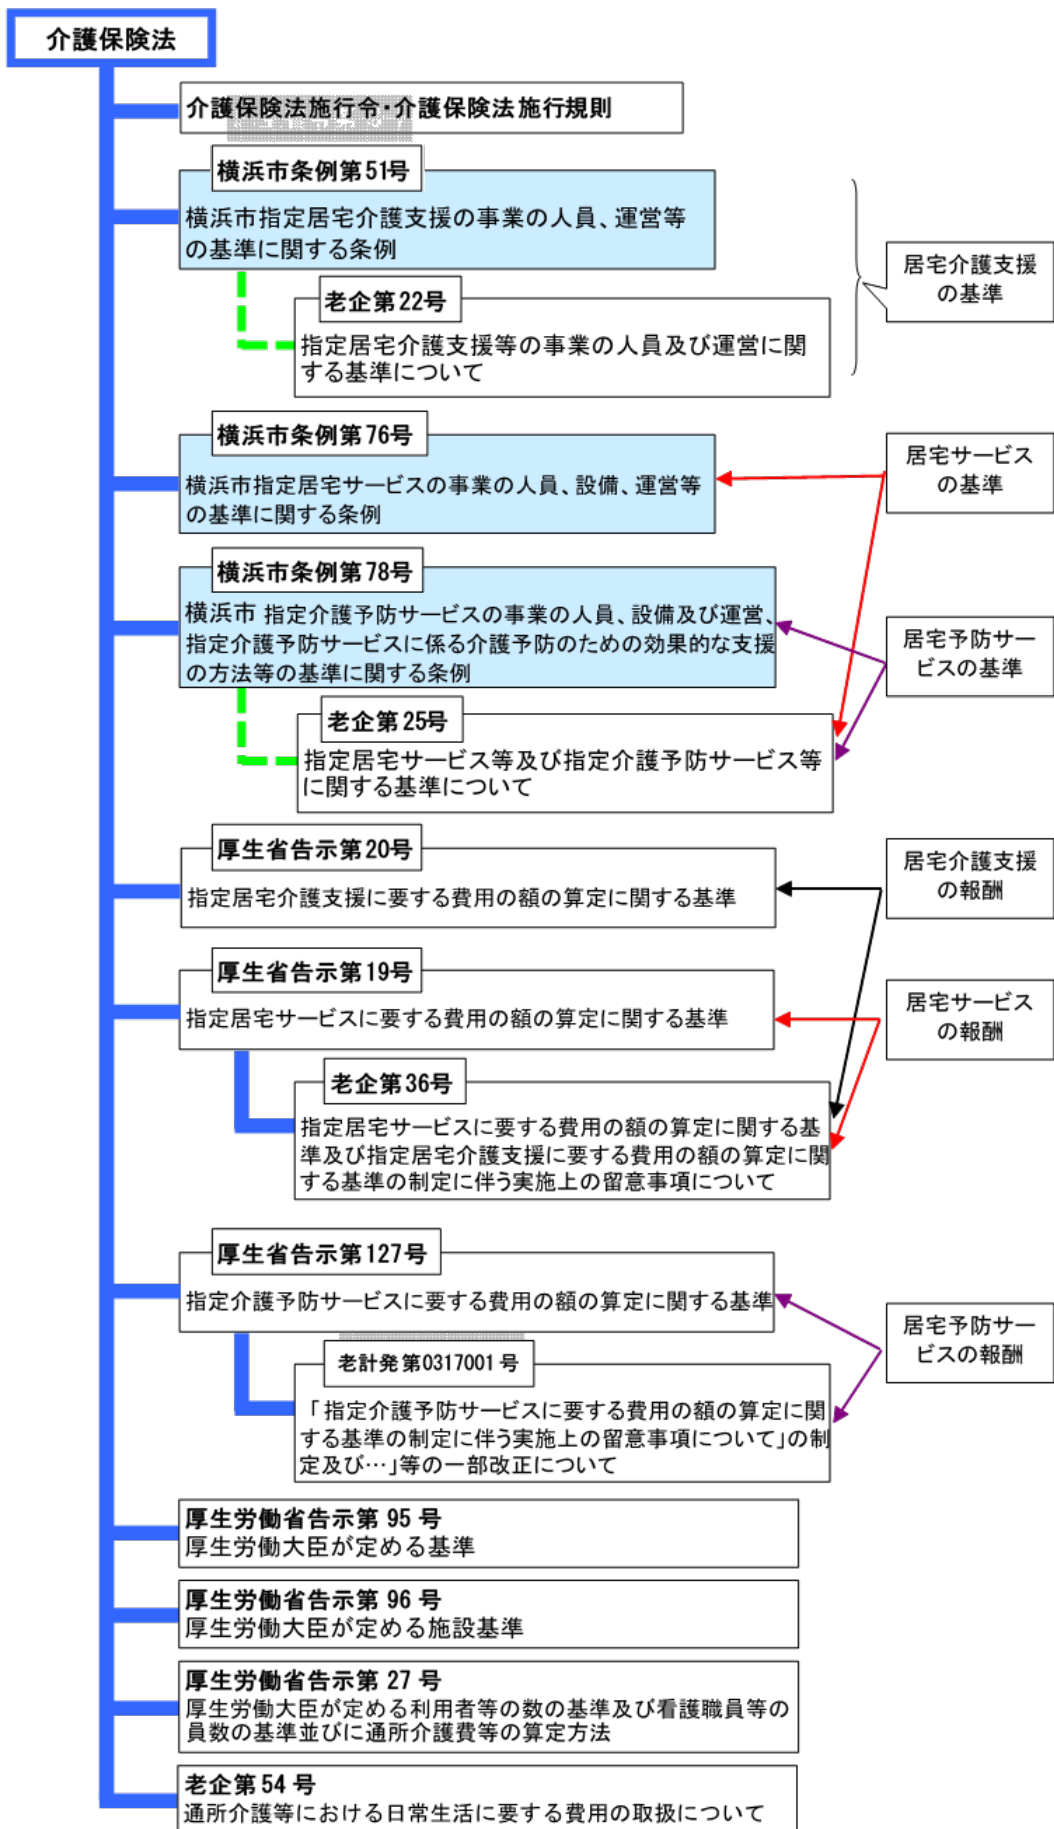 介護保険法
介護保険法施行令・介護保険法施行規則
横浜市条例第51号
横浜市指定居宅介護支援の事業の人員、運営等
の基準に関する条例
居宅介護支援
の基準
老企第22号
指定居宅介護支援等の事業の人員及び運営に関
する基準について
横浜市条例第76号
横浜市指定居宅サービスの事業の人員、設備、運営等
の基準に関する条例
居宅サービス
の基準
横浜市条例第78号
横浜市 指定介護予防サービスの事業の人員、設備及び運営、
指定介護予防サービスに係る介護予防のための効果的な支援
の方法等の基準に関する条例
居宅予防サー
ビスの基準
老企第25号
指定居宅サービス等及び指定介護予防サービス等
に関する基準について
厚生省告示第20号
指定居宅介護支援に要する費用の額の算定に関する基準
居宅介護支援
の報酬
厚生省告示第19号
指定居宅サービスに要する費用の額の算定に関する基準
居宅サービス
の報酬
老企第36号
指定居宅サービスに要する費用の額の算定に関する基
準及び指定居宅介護支援に要する費用の額の算定に関
する基準の制定に伴う実施上の留意事項について
厚生省告示第127号
指定介護予防サービスに要する費用の額の算定に関する基準
居宅予防サー
ビスの報酬
老計発第0317001号
「指定介護予防サービスに要する費用の額の算定に関
する基準の制定に伴う実施上の留意事項について」の制
定及び…」等の一部改正について
厚生労働省告示第 95 号
厚生労働大臣が定める基準
厚生労働省告示第 96 号
厚生労働大臣が定める施設基準
厚生労働省告示第 27 号
厚生労働大臣が定める利用者等の数の基準及び看護職員等の
員数の基準並びに通所介護費等の算定方法
老企第 54 号
通所介護等における日常生活に要する費用の取扱について